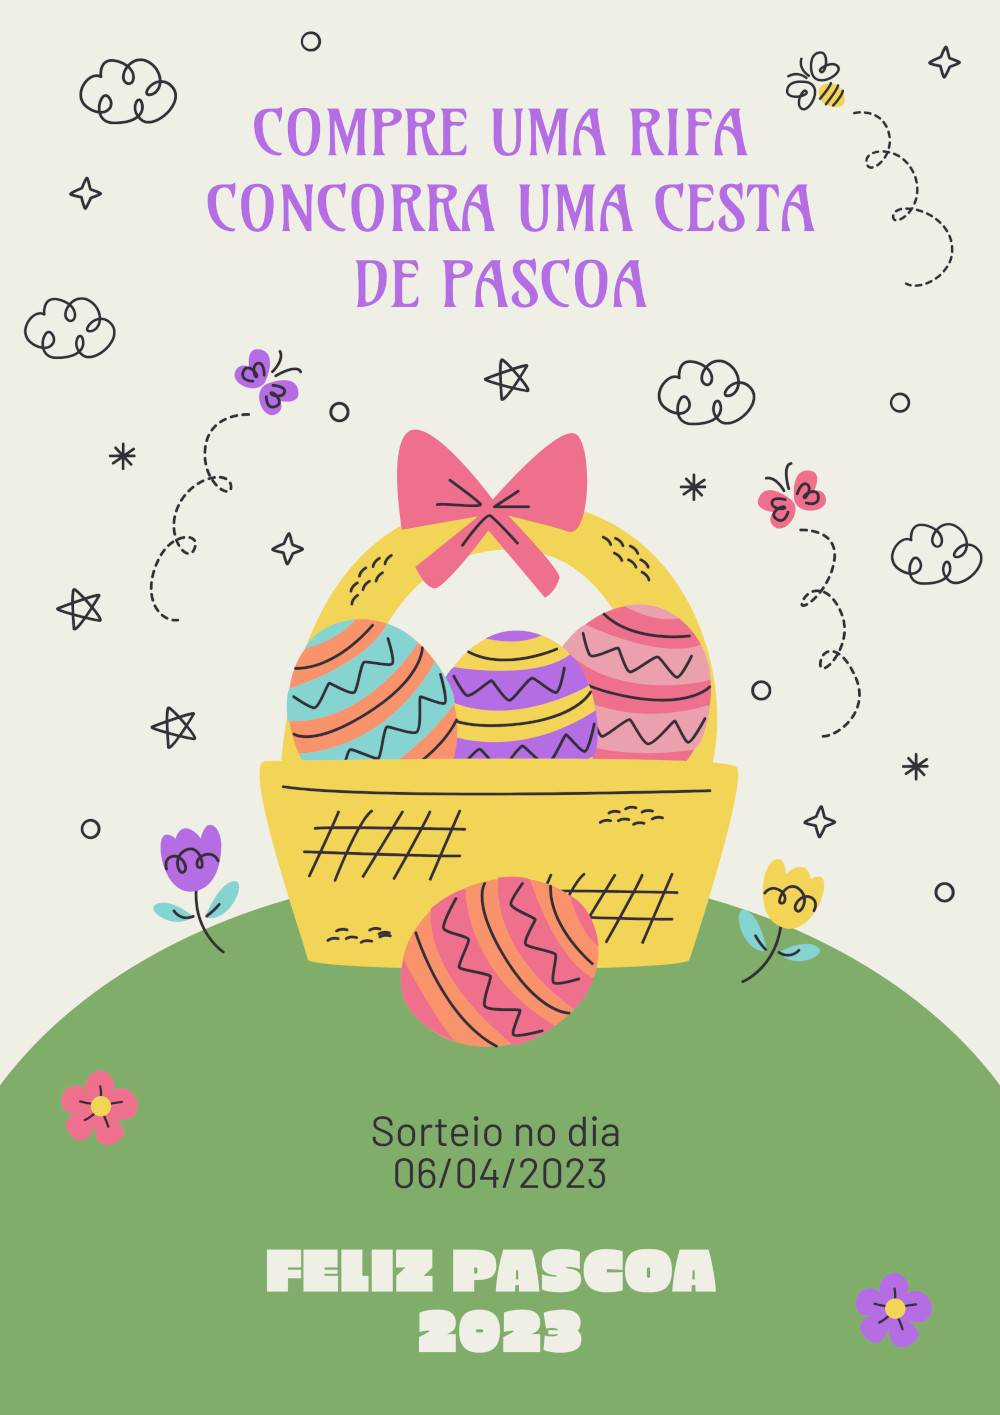 COMPRE UMA RIFA
CONCORRA UMA CESTA
DE PASCOA
Sorteio no dia
06/04/2023
FELIZ PASCOA
2023